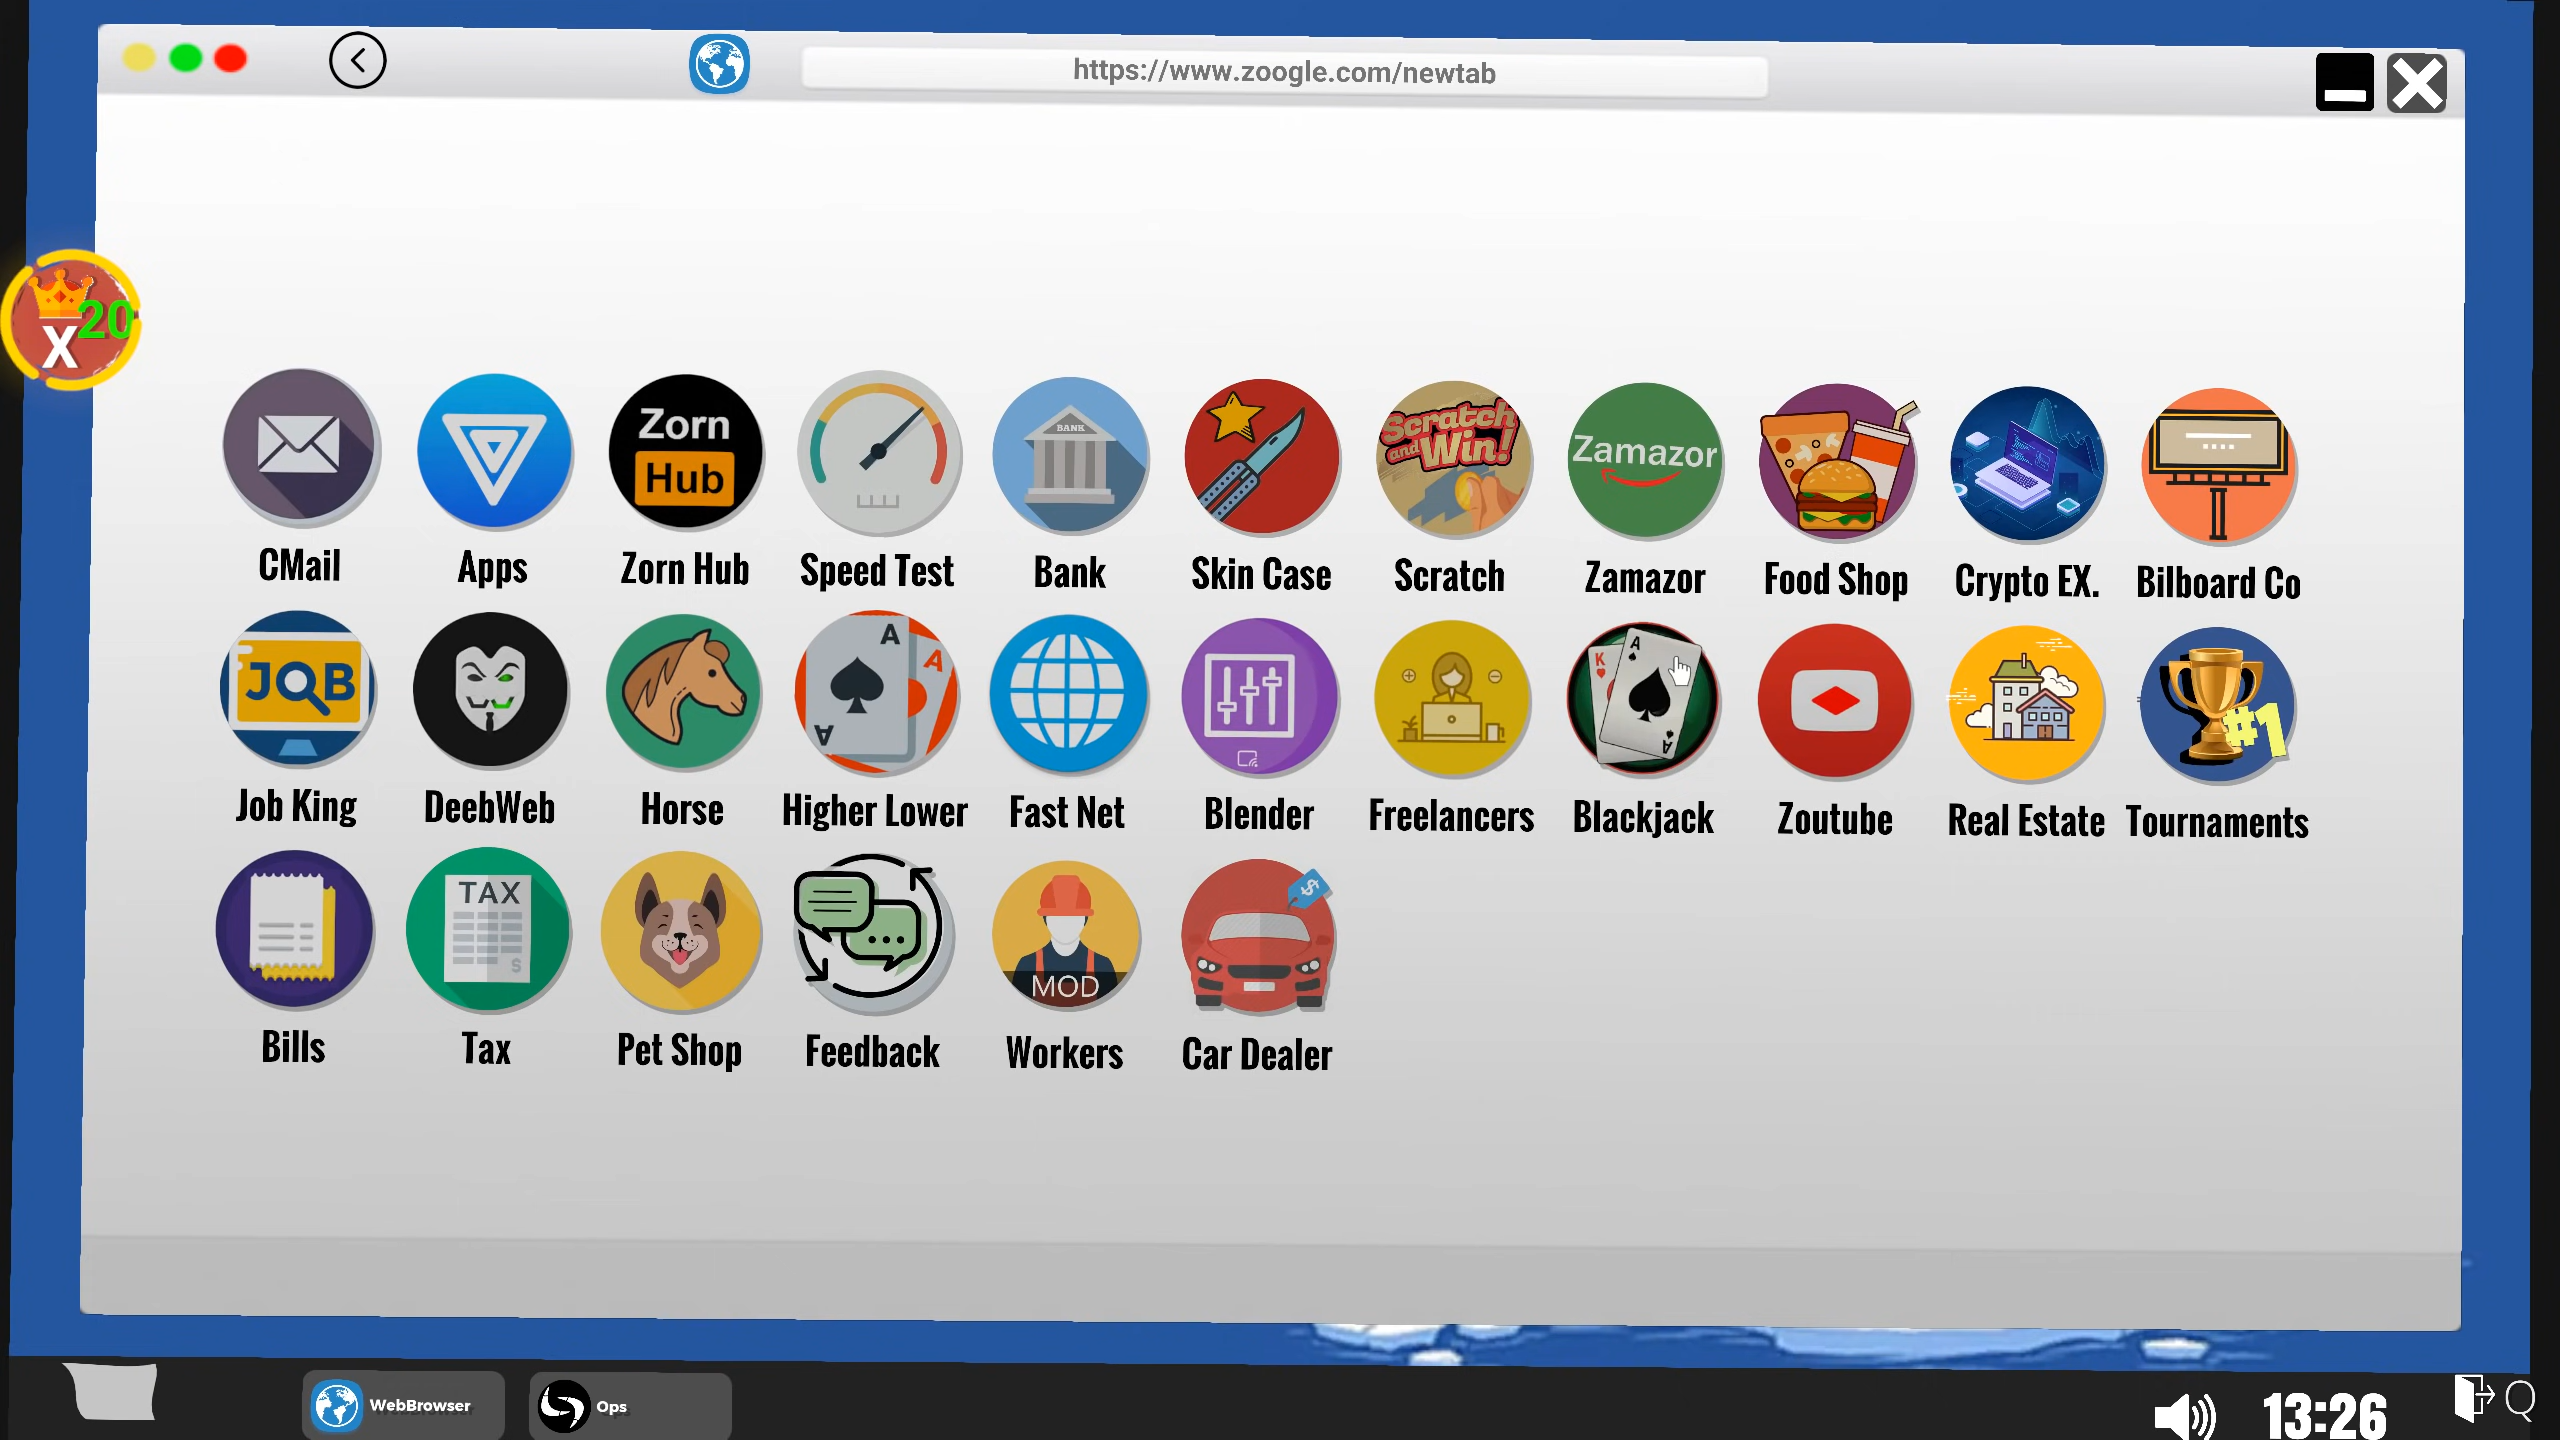 https://www.zoogle.com/newtab
X20
Zorn
Hub
BANK
Scratch
and Win!
Zamazor
CMail
Apps
Zorn Hub
Speed Test
Bank
Skin Case
Scratch
Zamazor
Food Shop
Crypto EX.
Bilboard Co
JOB
A
A
A
K
A
A
#1
Job King
DeebWeb
Horse
Higher Lower
Fast Net
Blender
Freelancers
Blackjack
Zoutube
Real Estate
Tournaments
TAX
$
MOD
$
Bills
Tax
Pet Shop
Feedback
Workers
Car Dealer
WebBrowser
Ops
13:26
Q